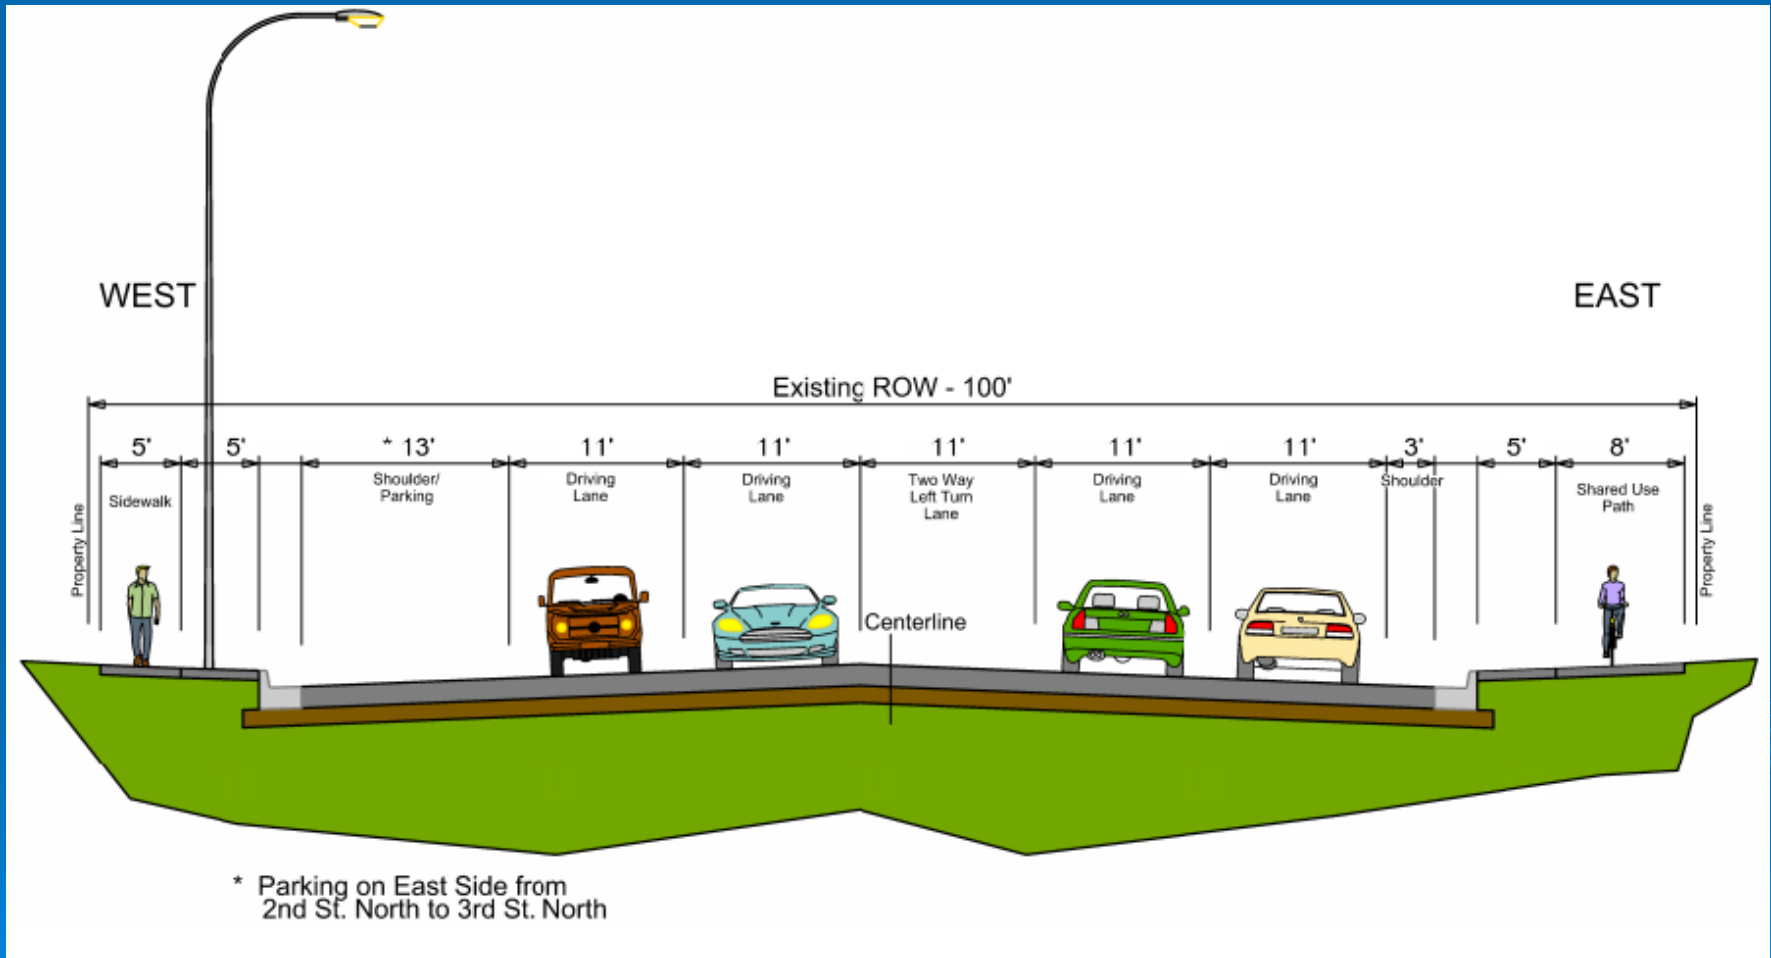 WEST
EAST
Existing ROW - 100'
5'
5'
* 13'
11'
11'
11'
11'
11'
3'
5'
8'
Sidewalk
Shoulder/
Parking
Driving
Lane
Driving
Lane
Two Way
Left Turn
Lane
Driving
Lane
Driving
Lane
Shoulder
Shared Use
Path
Property Line
Property Line
Centerline
* Parking on East Side from
2nd St. North to 3rd St. North